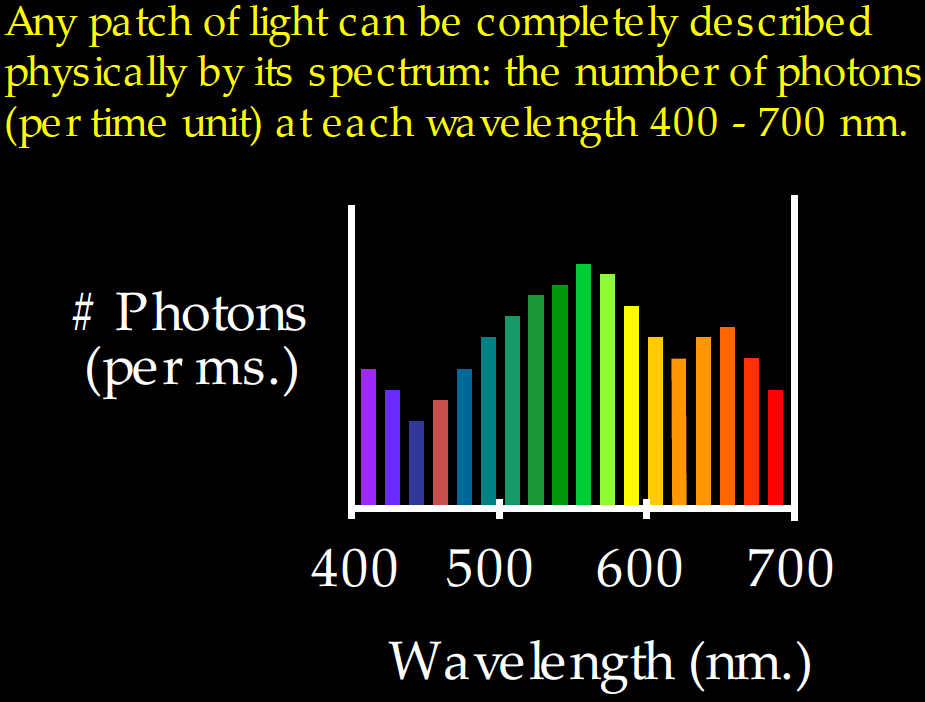 Any patch of light can be completely described
physically by its spectrum: the number of photons
(per time unit) at each wavelength 400 - 700 nm.
# Photons
(per ms.)
400 500 600 700
Wavelength (nm.)